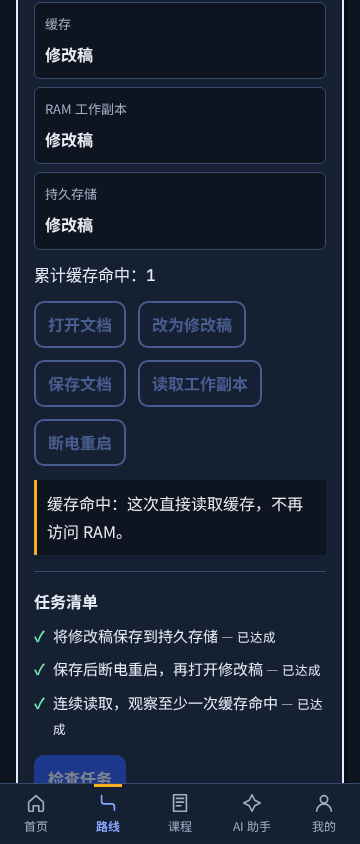 缓存
修改稿
RAM 工作副本
修改稿
持久存储
修改稿
累计缓存命中：1
打开文档
改为修改稿
保存文档
读取工作副本
断电重启
缓存命中：这次直接读取缓存，不再
访问 RAM。
任务清单
✓ 将修改稿保存到持久存储 — 已达成
✓ 保存后断电重启，再打开修改稿 — 已达成
✓ 连续读取，观察至少一次缓存命中 — 已达
成
检查任务
首页
路线
课程
AI 助手
我的